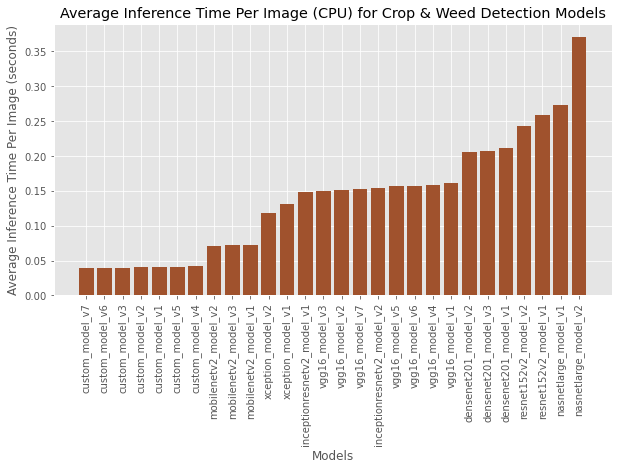 Average Inference Time Per Image (CPU) for Crop & Weed Detection Models
Average Inference Time Per Image (seconds)
0.35
0.30
0.25
0.20
0.15
0.10
0.05
0.00
custom_model_v7
custom_model_v6
custom_model_v3
custom_model_v2
custom_model_v1
custom_model_v5
custom_model_v4
mobilenetv2_model_v2
mobilenetv2_model_v3
mobilenetv2_model_v1
xception_model_v2
xception_model_v1
inceptionresnetv2_model_v1
vgg16_model_v3
vgg16_model_v2
vgg16_model_v7
inceptionresnetv2_model_v2
vgg16_model_v5
vgg16_model_v6
vgg16_model_v4
vgg16_model_v1
densenet201_model_v2
densenet201_model_v3
densenet201_model_v1
resnet152v2_model_v2
resnet152v2_model_v1
nasnetlarge_model_v1
nasnetlarge_model_v2
Models